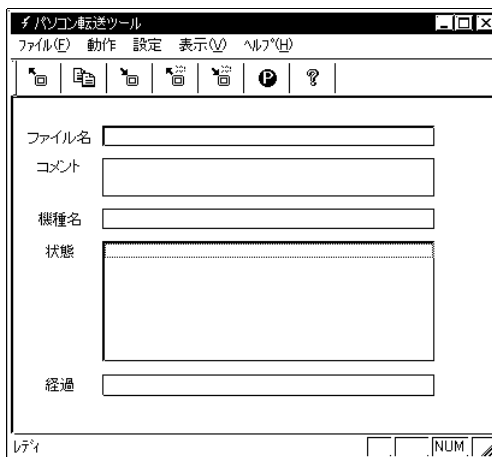 パソコン転送ツール
ファイル(F) 動作 設定 表示(V) ヘルプ(H)
P ?
ファイル名
コメント
機種名
状態
経過
レディ NUM